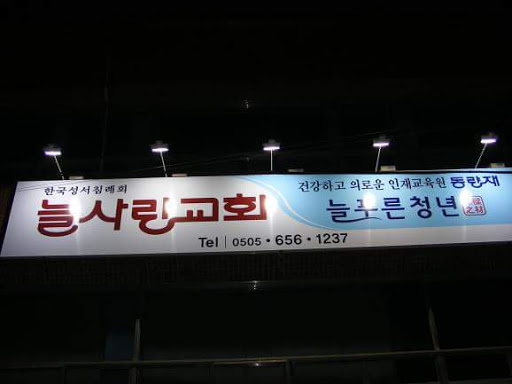 한국성서침례회
늘사랑교회
Tel 0505 • 656 • 1237
건강하고 의로운 인재교육원 동량재
늘푸른청년